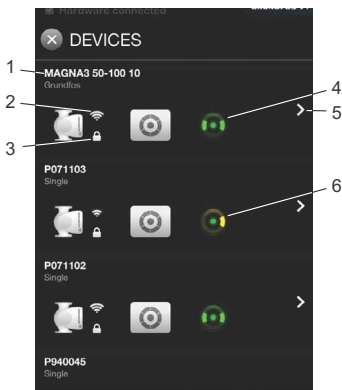 Hardware connected
DEVICES
1
MAGNA3 50-100 10
Grundfos
2
3
4
5
P071103
Single
6
P071102
Single
P940045
Single